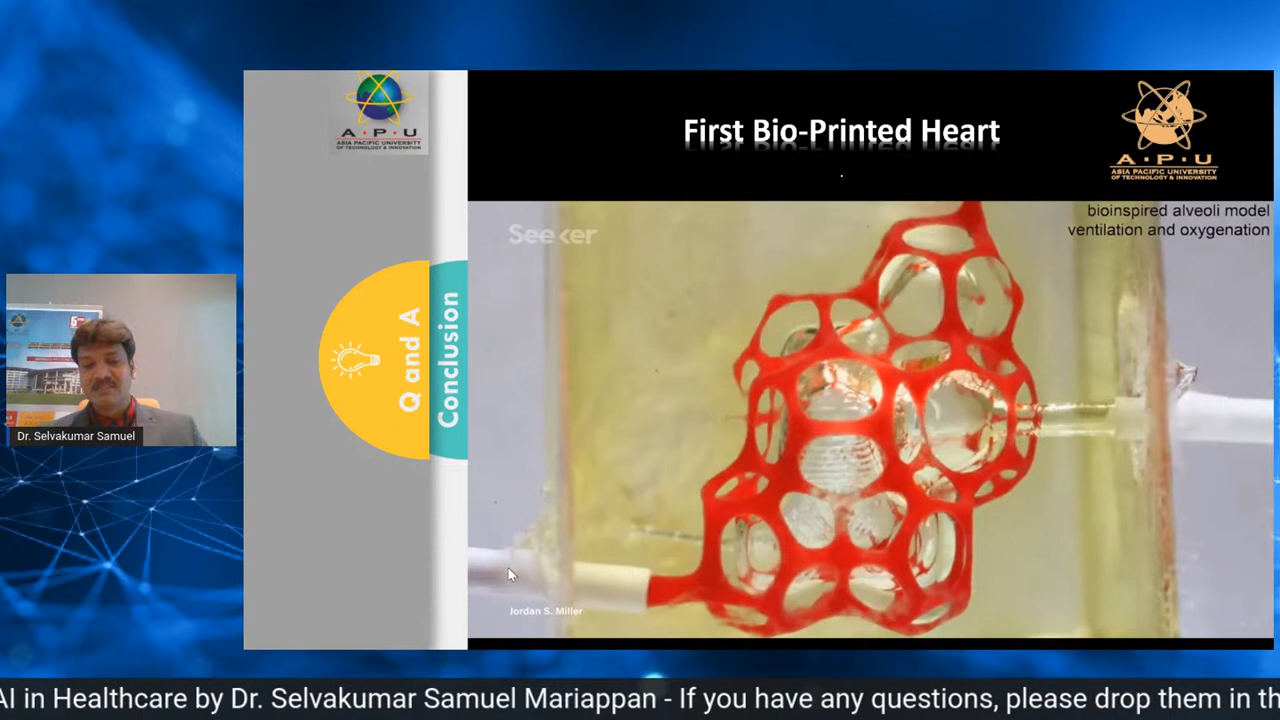 A • P • U
ASIA PACIFIC UNIVERSITY
OF TECHNOLOGY & INNOVATION
First Bio-Printed Heart
A • P • U
ASIA PACIFIC UNIVERSITY
OF TECHNOLOGY & INNOVATION
bioinspired alveoli model
ventilation and oxygenation
Seeker
Q and A
Conclusion
Dr. Selvakumar Samuel
Jordan S. Miller
AI in Healthcare by Dr. Selvakumar Samuel Mariappan - If you have any questions, please drop them in th